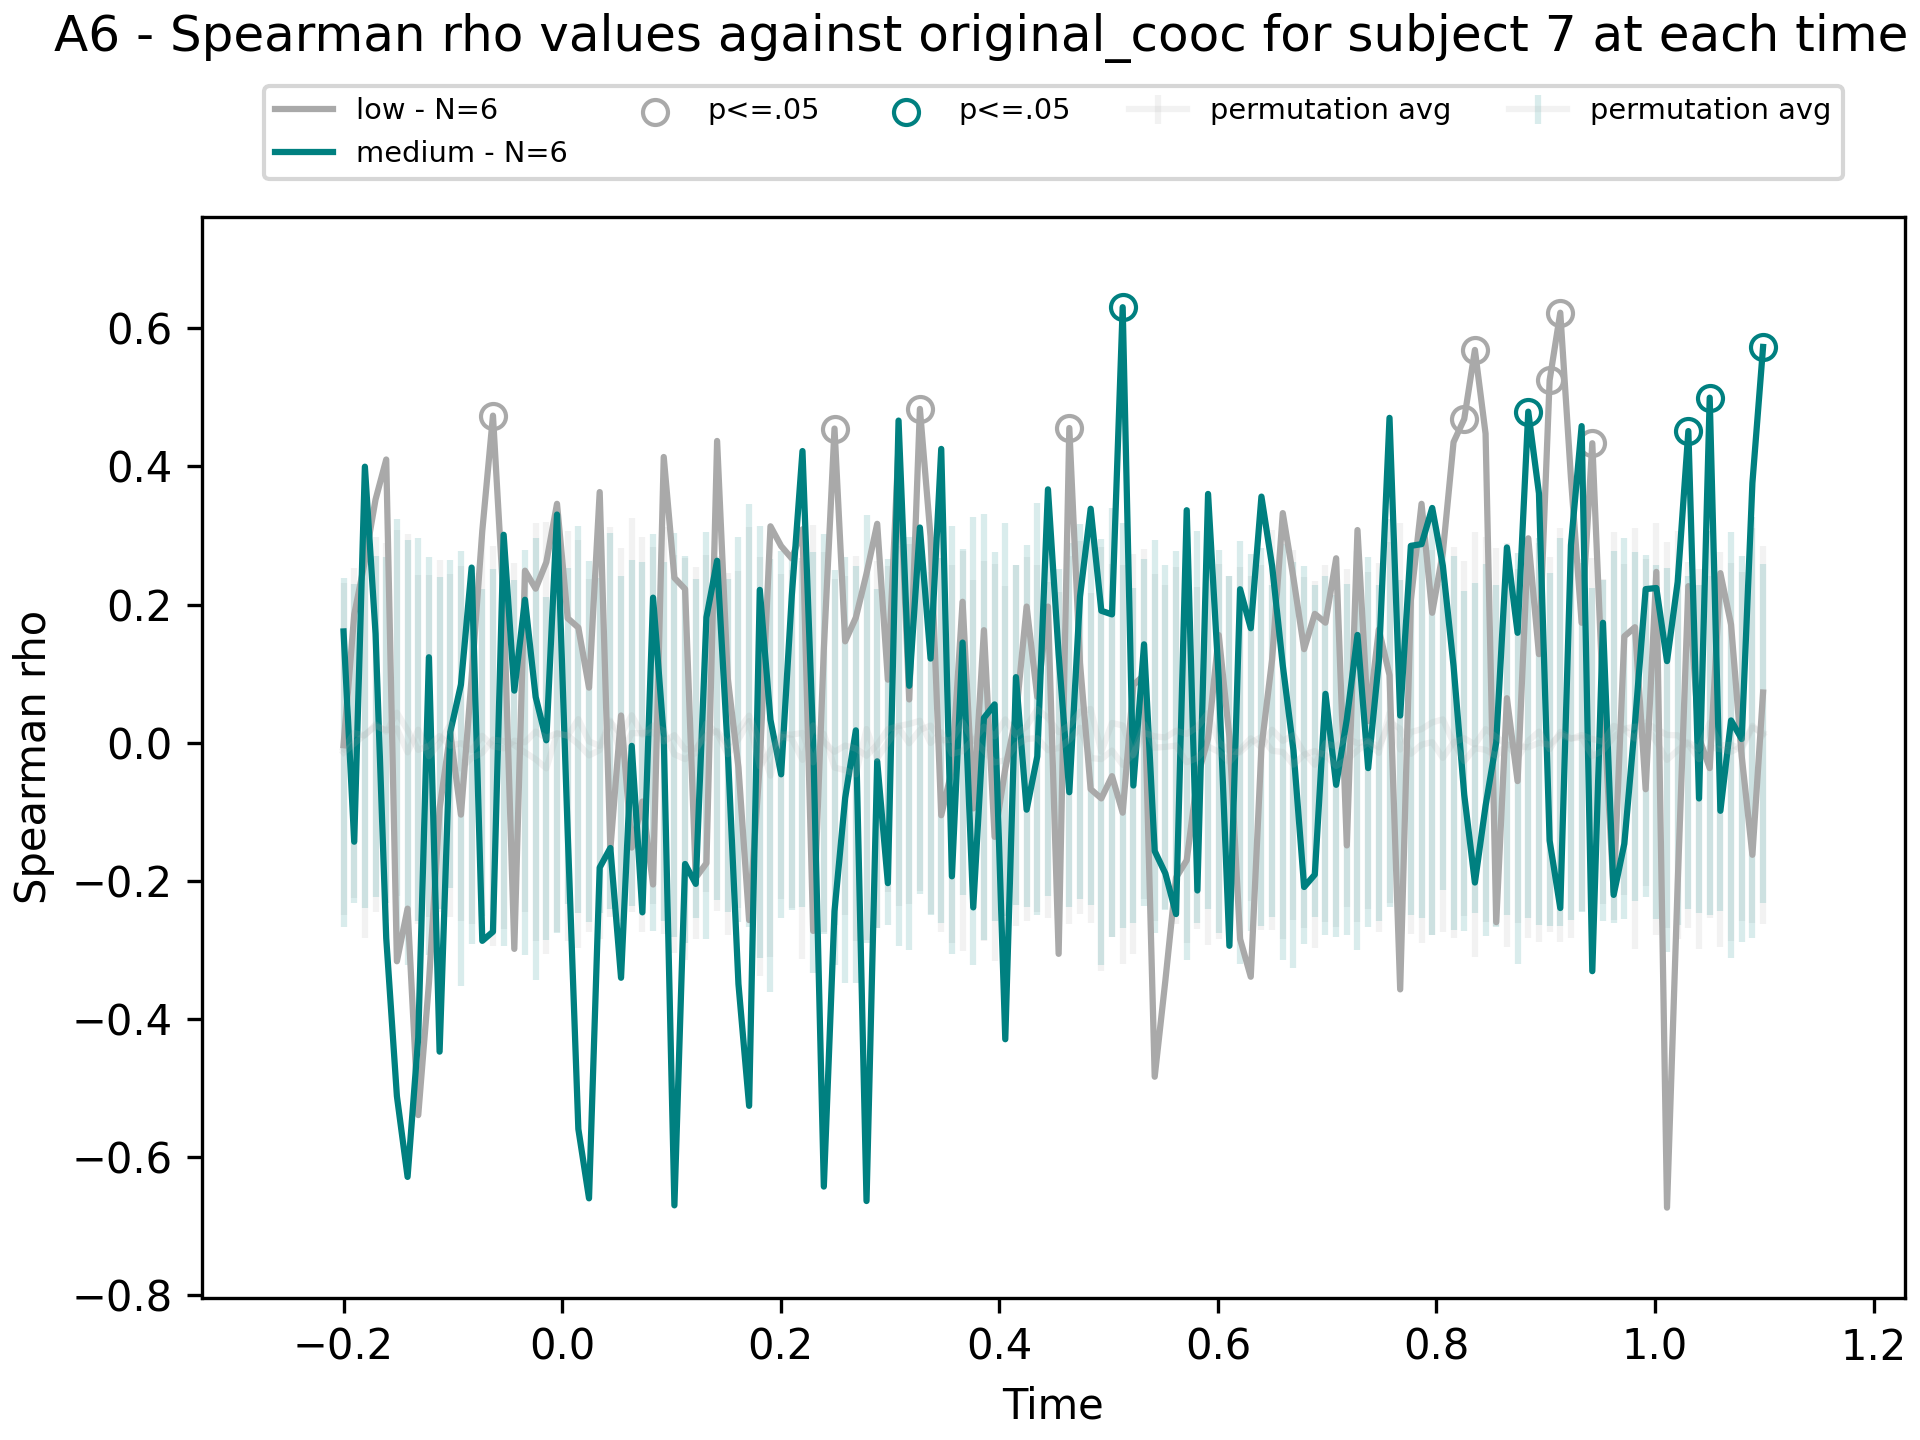 A6 - Spearman rho values against original_cooc for subject 7 at each time
low - N=6 p<=.05 p<=.05 permutation avg permutation avg
medium - N=6
Spearman rho
0.6
0.4
0.2
0.0
−0.2
−0.4
−0.6
−0.8
−0.2 0.0 0.2 0.4 0.6 0.8 1.0 1.2
Time